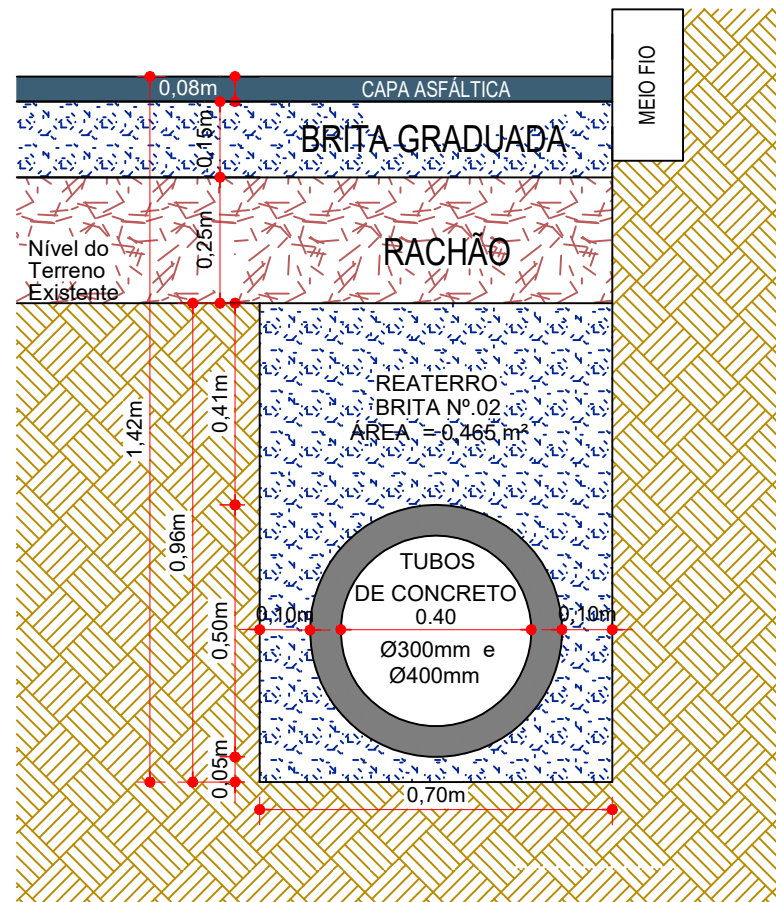 MEIO FIO
0,08m
CAPA ASFÁLTICA
0,15m
BRITA GRADUADA
0,25m
RACHÃO
Nível do
Terreno
Existente
REATERRO
BRITA Nº.02
ÁREA = 0,465 m²
0,41m
1,42m
0,96m
TUBOS
DE CONCRETO
0,10m
0.40
0,10m
Ø300mm e
Ø400mm
0,50m
0,05m
0,70m